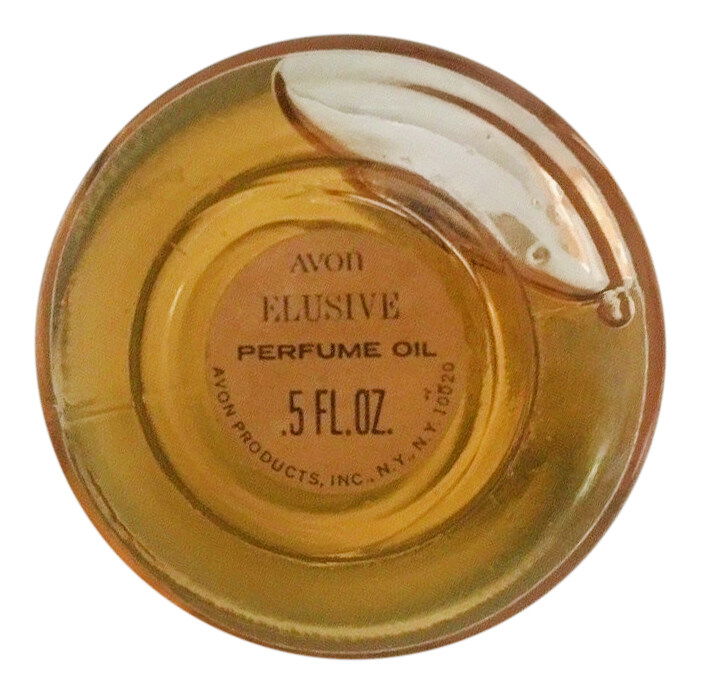 AVON
ELUSIVE
PERFUME OIL
.5 FL.OZ.
AVON PRODUCTS, INC., N.Y., N.Y. 10020